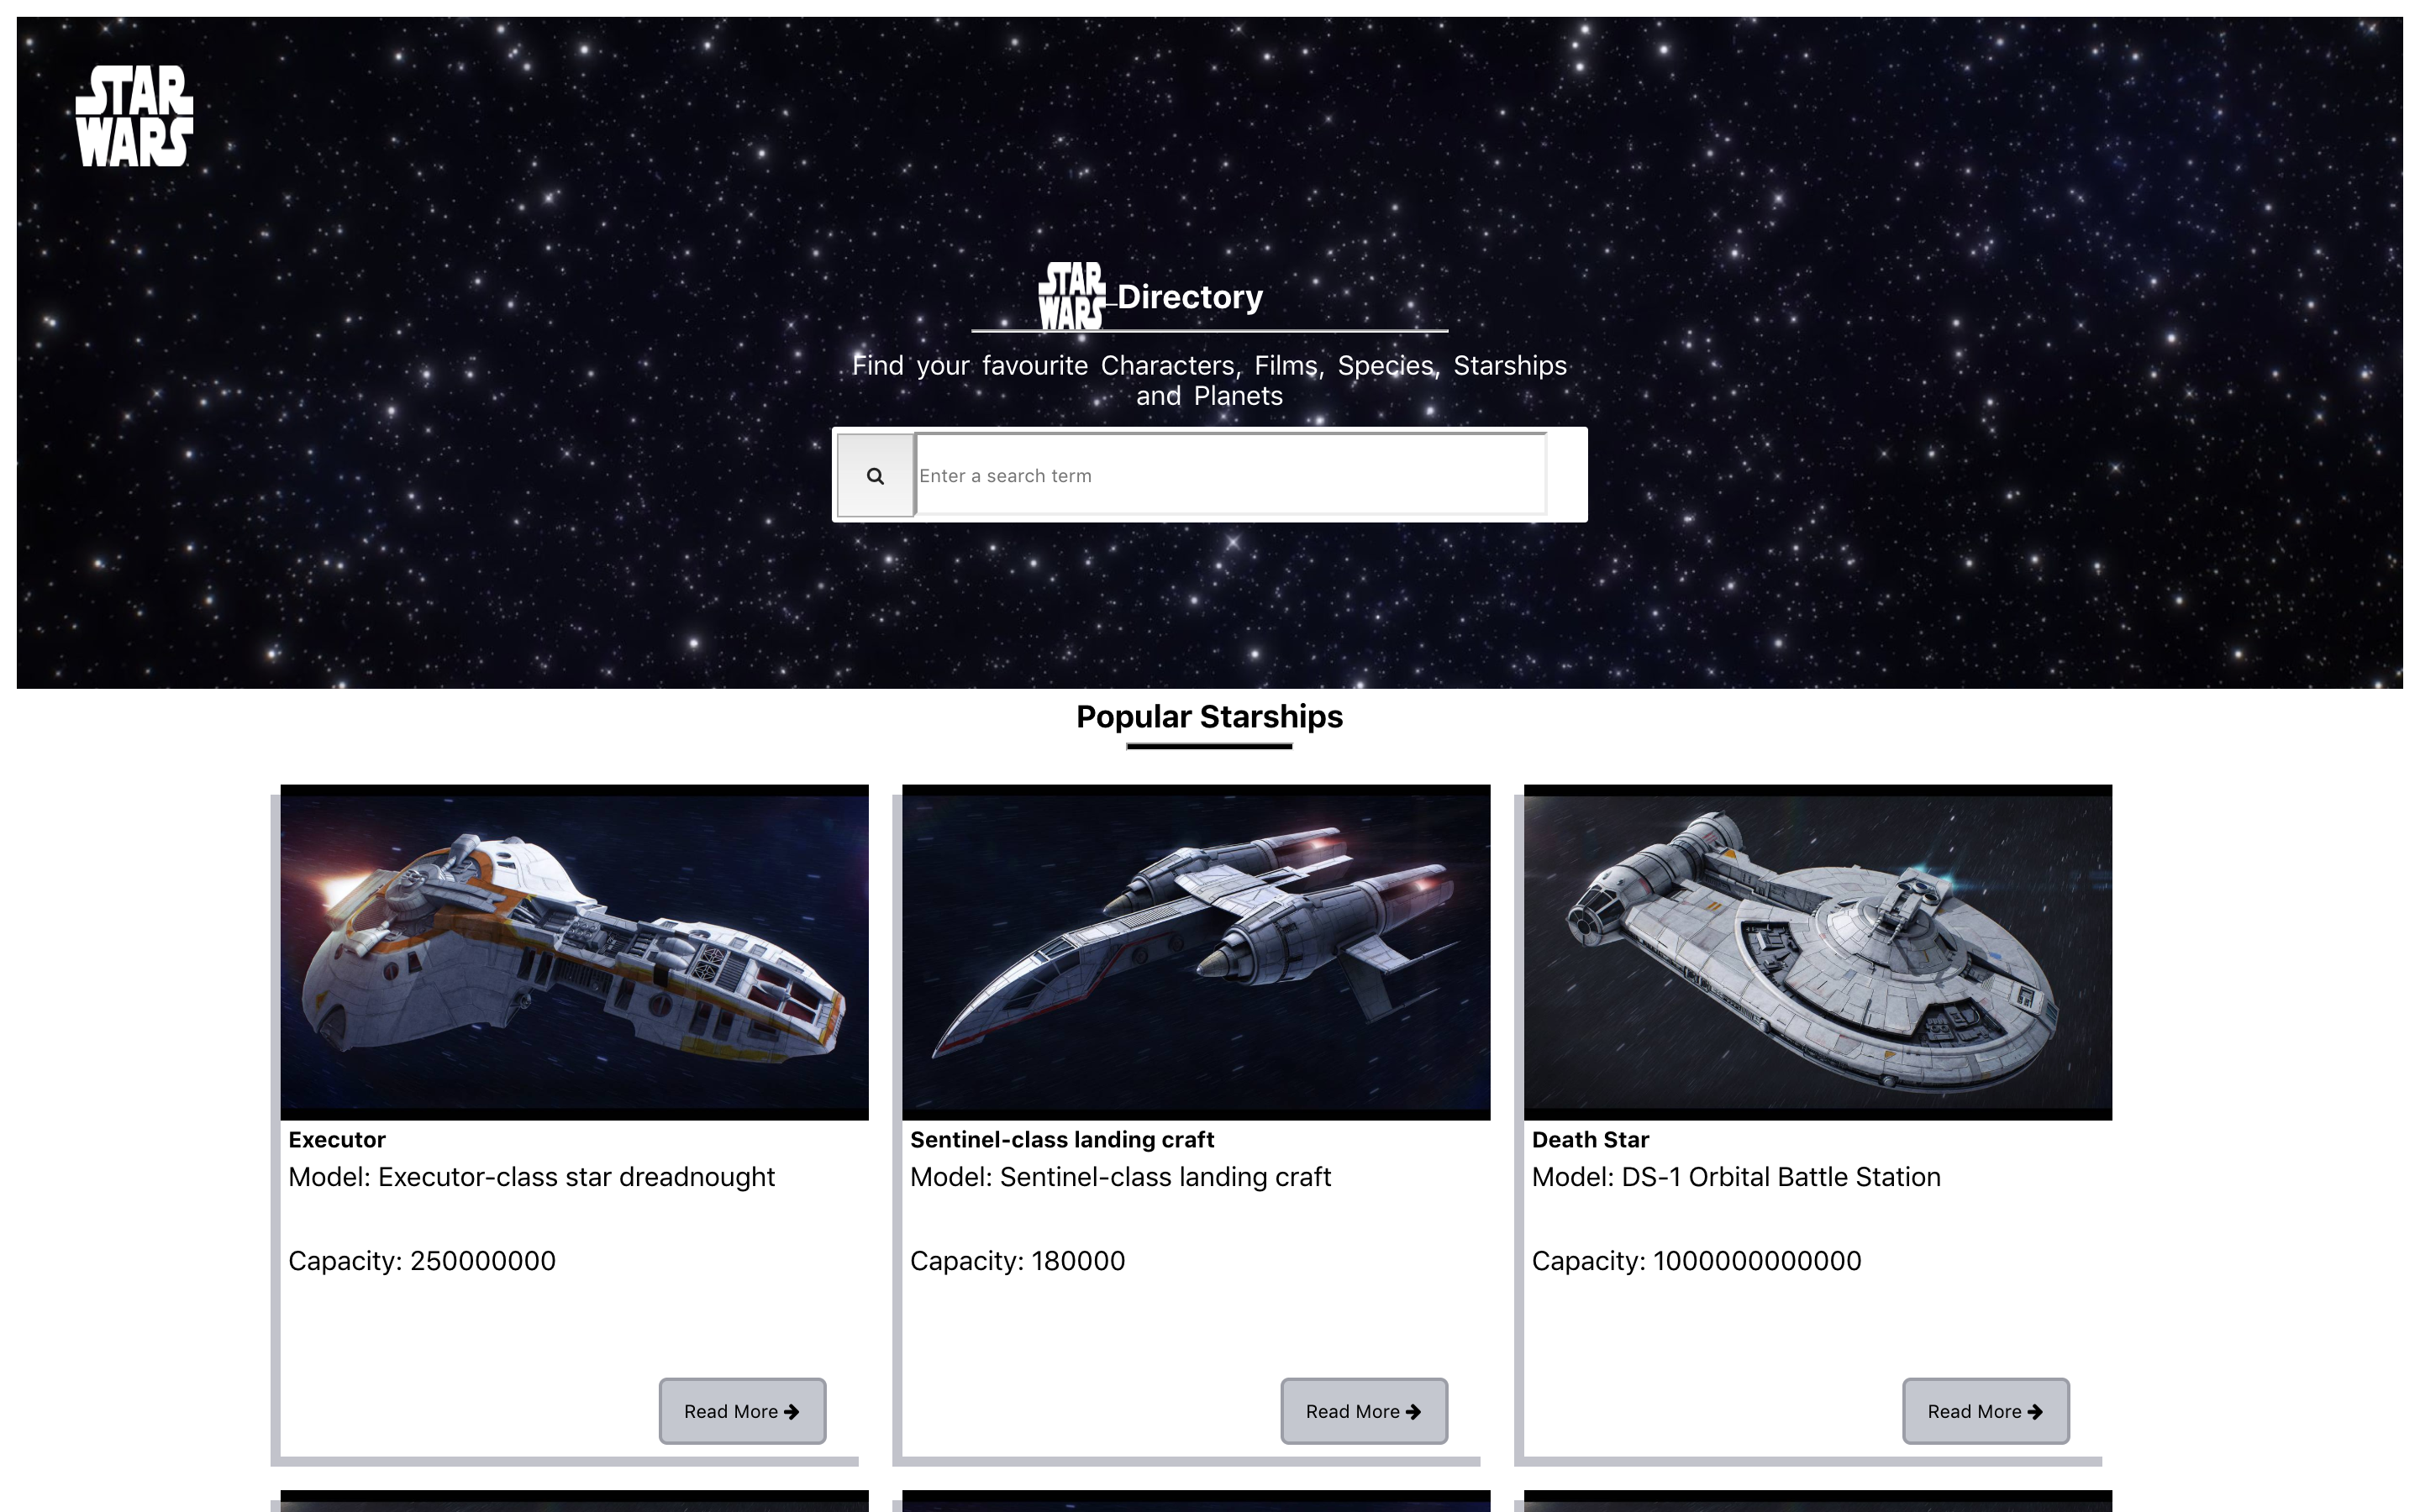 STAR
WARS
STAR
WARS Directory
Find your favourite Characters, Films, Species, Starships
and Planets
Enter a search term
Popular Starships
Executor
Model: Executor-class star dreadnought
Capacity: 250000000
Read More
Sentinel-class landing craft
Model: Sentinel-class landing craft
Capacity: 180000
Read More
Death Star
Model: DS-1 Orbital Battle Station
Capacity: 1000000000000
Read More